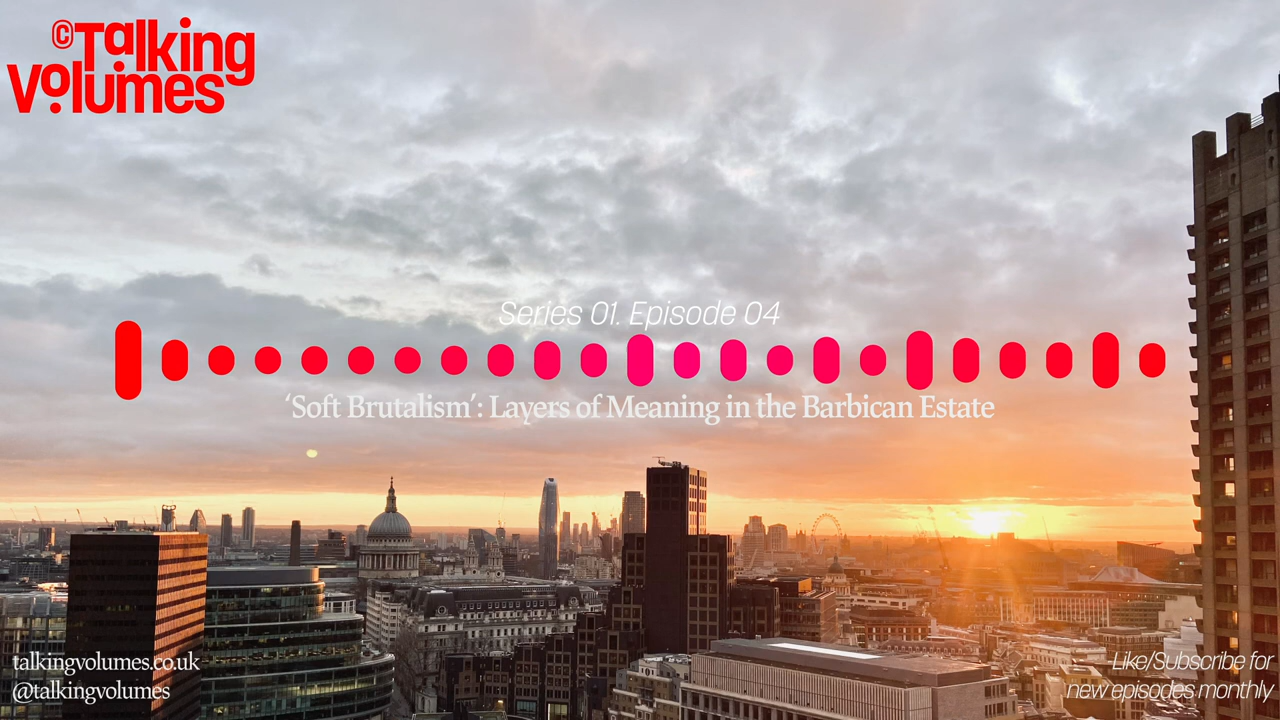 ©Talking
Volumes
Series 01. Episode 04
‘Soft Brutalism’: Layers of Meaning in the Barbican Estate
talkingvolumes.co.uk
@talkingvolumes
Like/Subscribe for
new episodes monthly